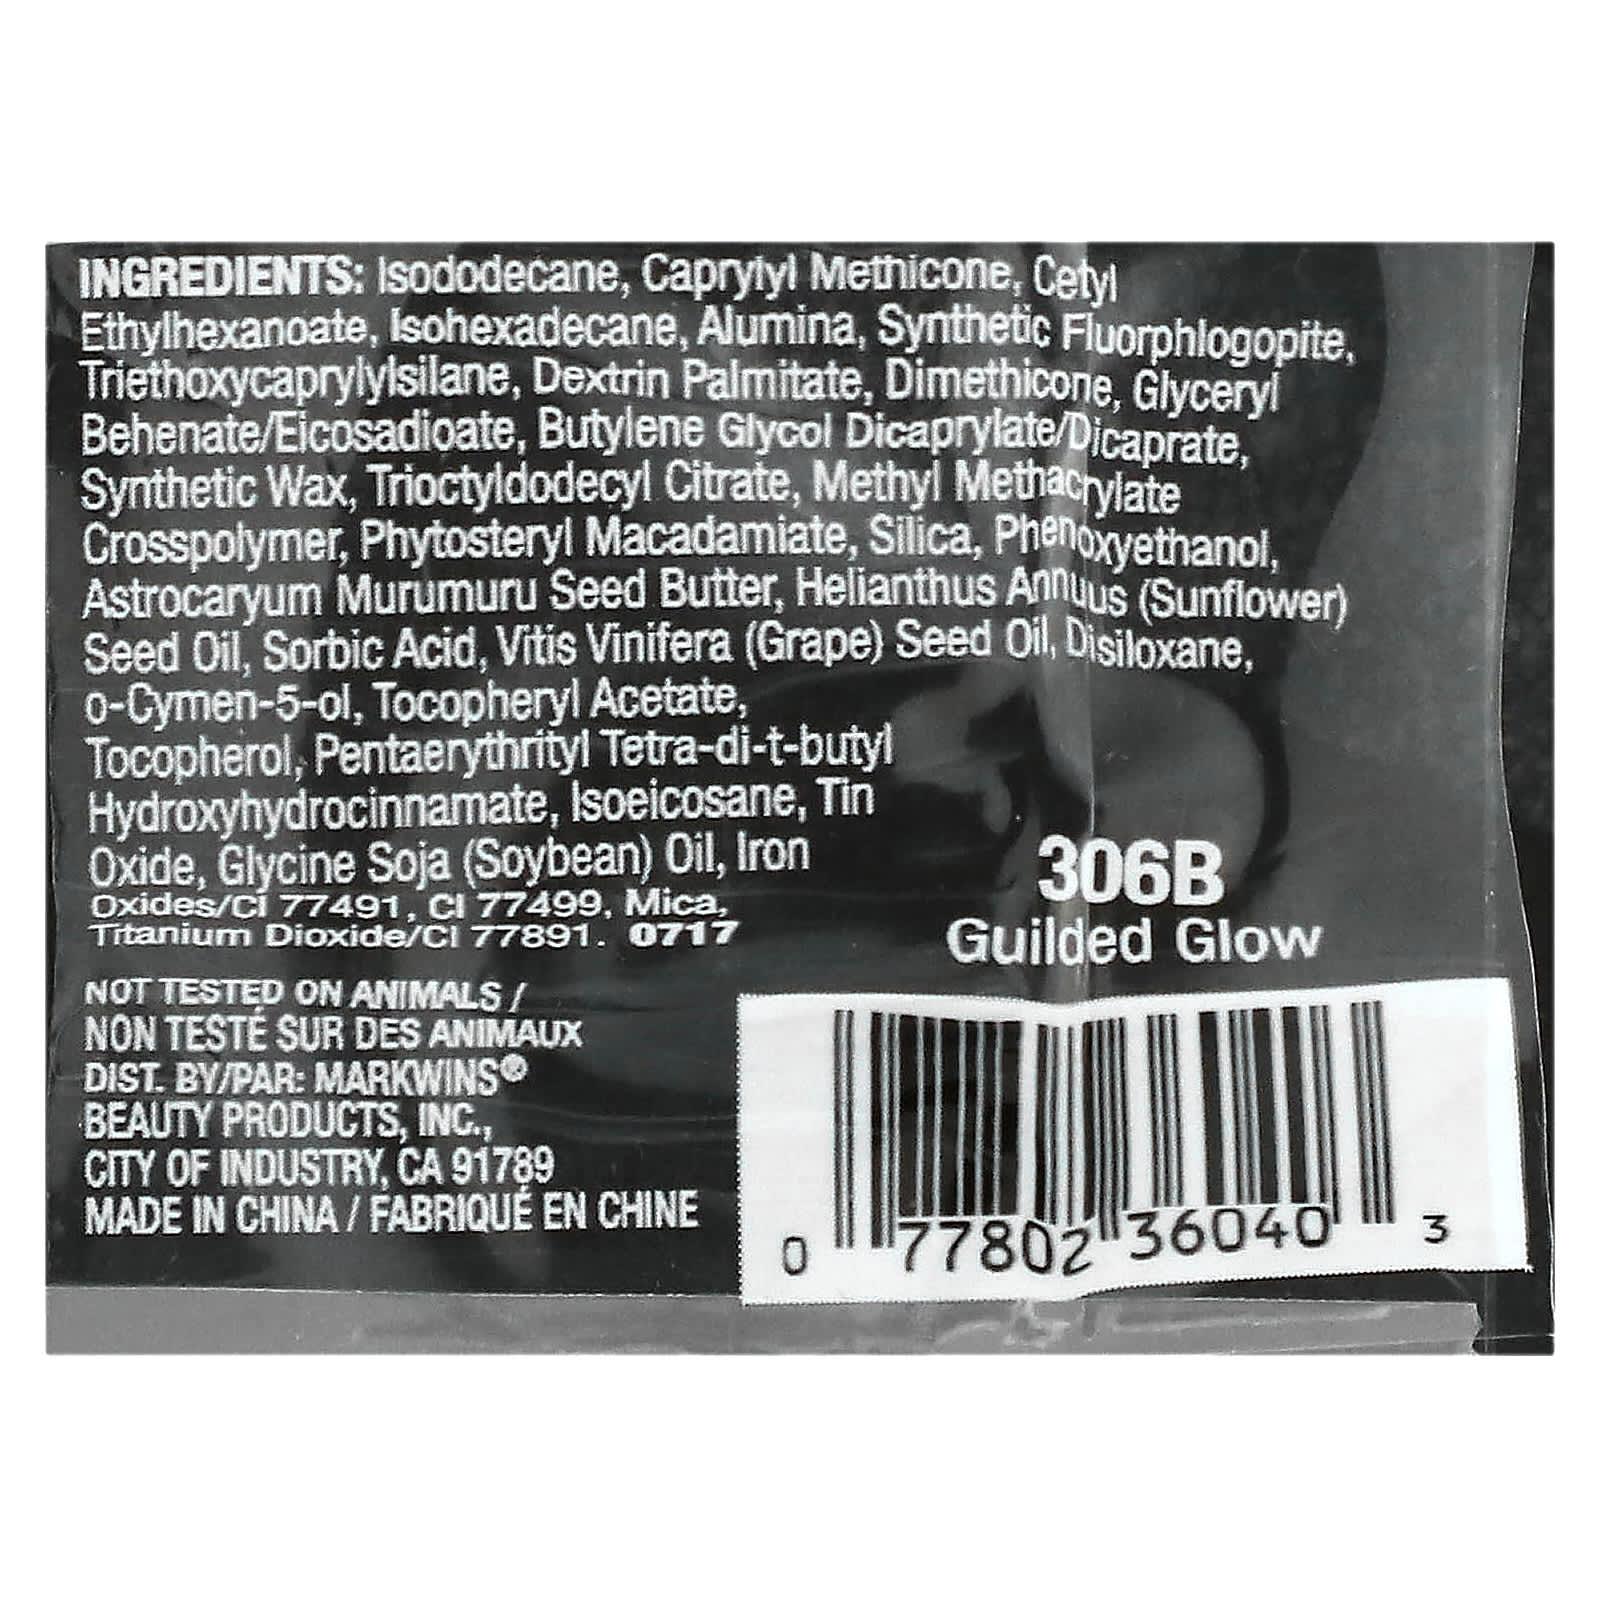 INGREDIENTS: Isododecane, Caprylyl Methicone, Cetyl
Ethylhexanoate, Isohexadecane, Alumina, Synthetic Fluorphlogopite,
Triethoxycaprylylsilane, Dextrin Palmitate, Dimethicone, Glyceryl
Behenate/Eicosadioate, Butylene Glycol Dicaprylate/Dicaprate,
Synthetic Wax, Trioctyldodecyl Citrate, Methyl Methacrylate
Crosspolymer, Phytosteryl Macadamiate, Silica, Phenoxyethanol,
Astrocaryum Murumuru Seed Butter, Helianthus Annuus (Sunflower)
Seed Oil, Sorbic Acid, Vitis Vinifera (Grape) Seed Oil, Disiloxane,
o-Cymen-5-ol, Tocopheryl Acetate,
Tocopherol, Pentaerythrityl Tetra-di-t-butyl
Hydroxyhydrocinnamate, Isoeicosane, Tin
Oxide, Glycine Soja (Soybean) Oil, Iron
Oxides/CI 77491, CI 77499, Mica,
Titanium Dioxide/CI 77891. 0717
306B
Guilded Glow
NOT TESTED ON ANIMALS /
NON TESTÉ SUR DES ANIMAUX
DIST. BY/PAR: MARKWINS®
BEAUTY PRODUCTS, INC.,
CITY OF INDUSTRY, CA 91789
MADE IN CHINA / FABRIQUÉ EN CHINE
0 77802 36040 3